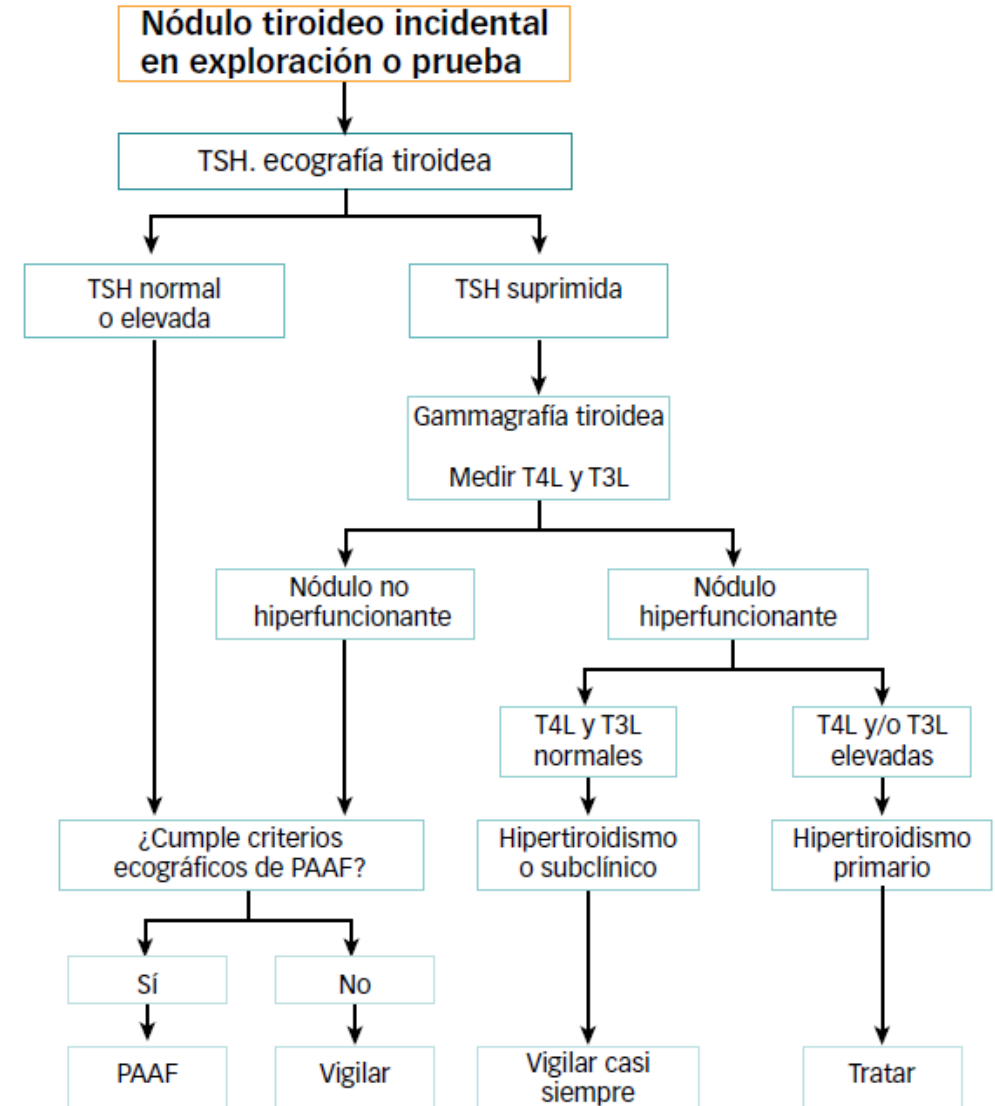 Nódulo tiroideo incidental
en exploración o prueba
TSH. ecografía tiroidea
TSH normal
o elevada
TSH suprimida
Gammagrafía tiroidea
Medir T4L y T3L
Nódulo no
hiperfuncionante
Nódulo
hiperfuncionante
T4L y T3L
normales
T4L y/o T3L
elevadas
¿Cumple criterios
ecográficos de PAAF?
Hipertiroidismo
o subclínico
Hipertiroidismo
primario
Sí
No
PAAF
Vigilar
Vigilar casi
siempre
Tratar